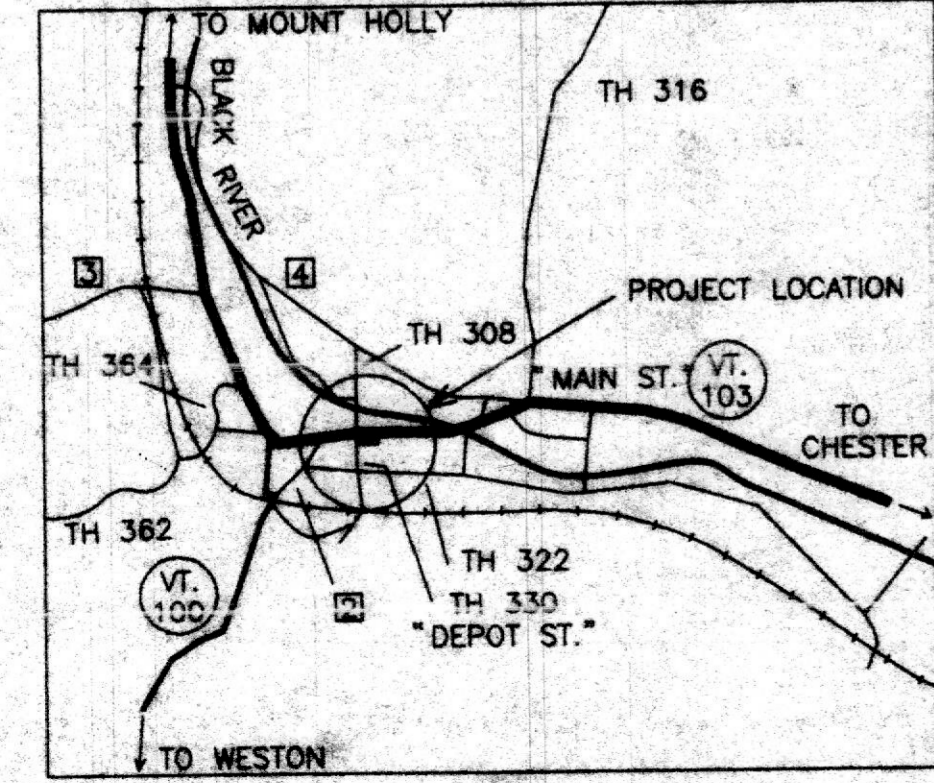 TO MOUNT HOLLY
BLACK RIVER
TH 316
3
4
PROJECT LOCATION
TH 308
TH 364
"MAIN ST."
VT.
103
TO
CHESTER
TH 362
VT.
100
2
TH 322
TH 330
"DEPOT ST."
TO WESTON